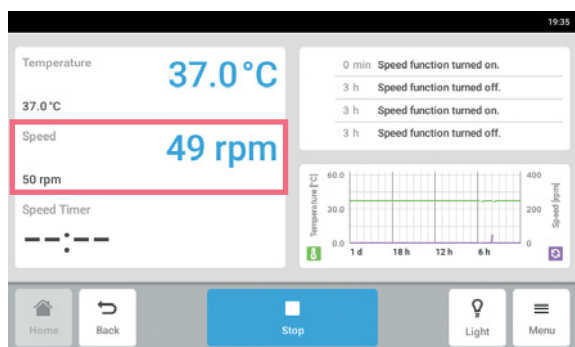 19:35
Temperature
37.0°C
37.0°C
Speed
49 rpm
50 rpm
Speed Timer
--:--
0 min Speed function turned on.
3 h Speed function turned off.
3 h Speed function turned on.
3 h Speed function turned off.
Temperature [°C]
60.0
30.0
0.0
1 d 18 h 12 h 6 h
400
200
0
Speed [rpm]
Home
Back
Stop
Light
Menu